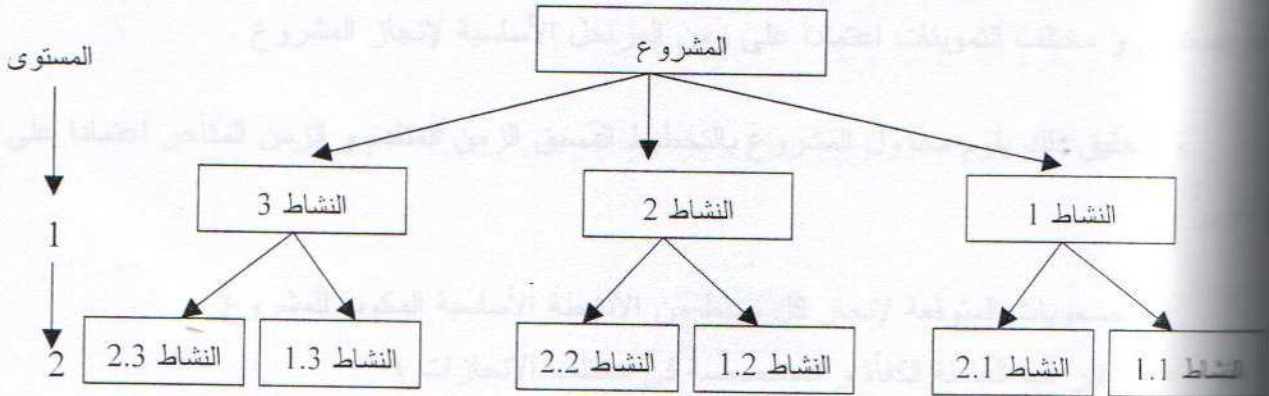 المشروع
المستوى
النشاط 1
النشاط 2
النشاط 3
1
النشاط 1.1
النشاط 2.1
النشاط 1.2
النشاط 2.2
النشاط 1.3
النشاط 2.3
2